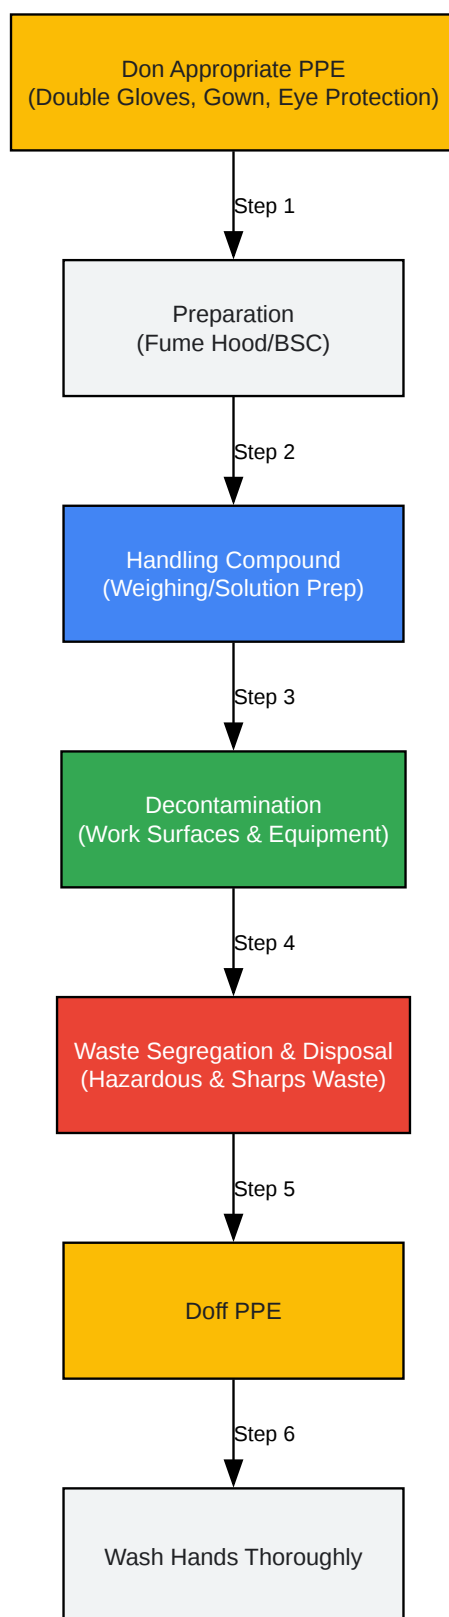 Don Appropriate PPE
(Double Gloves, Gown, Eye Protection)
Step 1
Preparation
(Fume Hood/BSC)
Step 2
Handling Compound
(Weighing/Solution Prep)
Step 3
Decontamination
(Work Surfaces & Equipment)
Step 4
Waste Segregation & Disposal
(Hazardous & Sharps Waste)
Step 5
Doff PPE
Step 6
Wash Hands Thoroughly